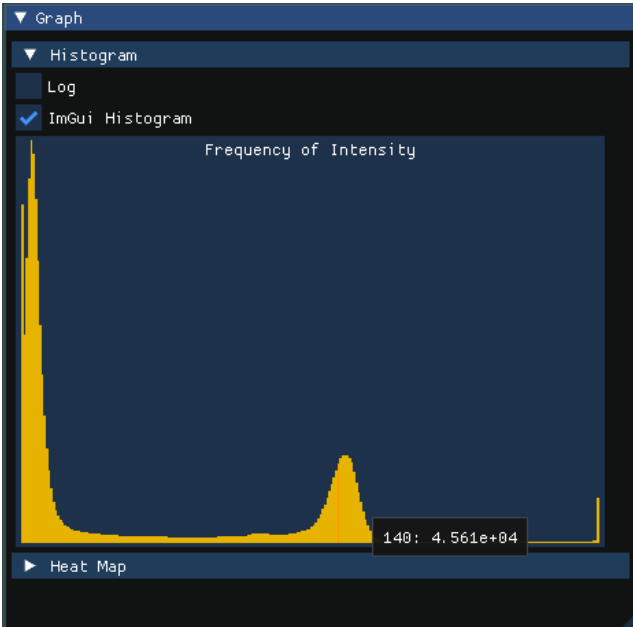 Graph
Histogram
Log
ImGui Histogram
Frequency of Intensity
140: 4.561e+04
Heat Map